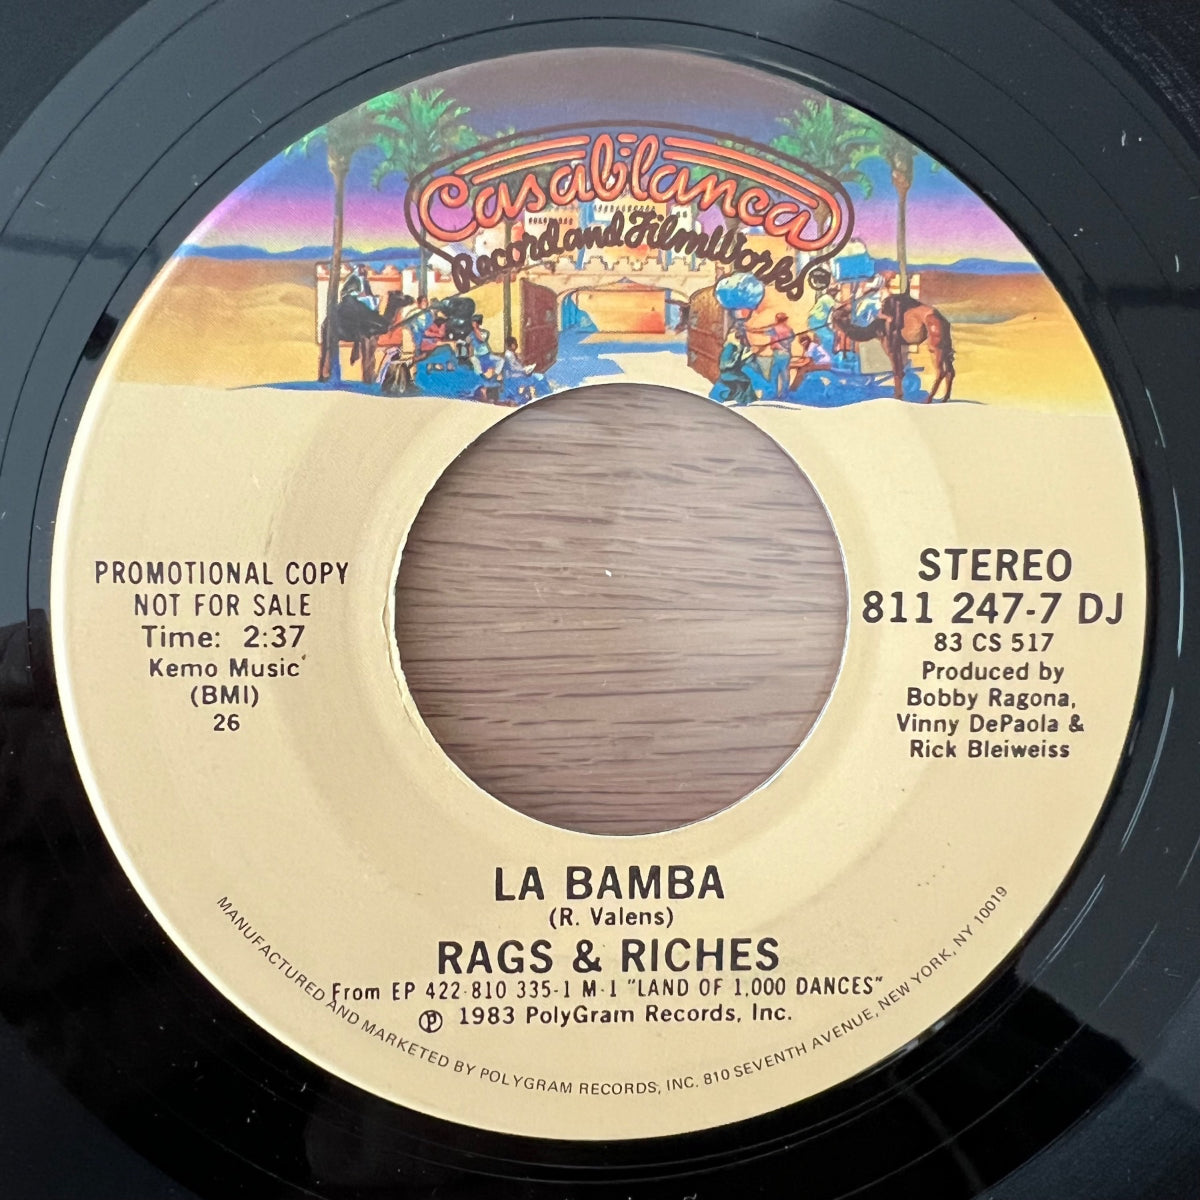 Casablanca
Record and FilmWorks
PROMOTIONAL COPY
NOT FOR SALE
Time: 2:37
Kemo Music
(BMI)
26
STEREO
811 247-7 DJ
83 CS 517
Produced by
Bobby Ragona,
Vinny DePaola &
Rick Bleiweiss
LA BAMBA
(R. Valens)
RAGS & RICHES
From EP 422-810 335-1 M-1 "LAND OF 1,000 DANCES"
Ⓟ 1983 PolyGram Records, Inc.
MANUFACTURED AND MARKETED BY POLYGRAM RECORDS, INC. 810 SEVENTH AVENUE, NEW YORK, NY 10019